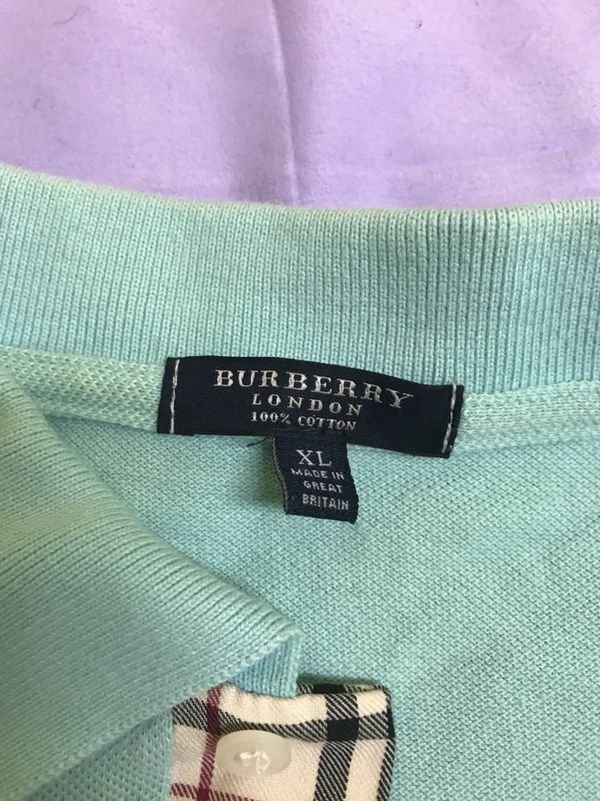 BURBERRY
LONDON
100% COTTON
XL
MADE IN
GREAT
BRITAIN